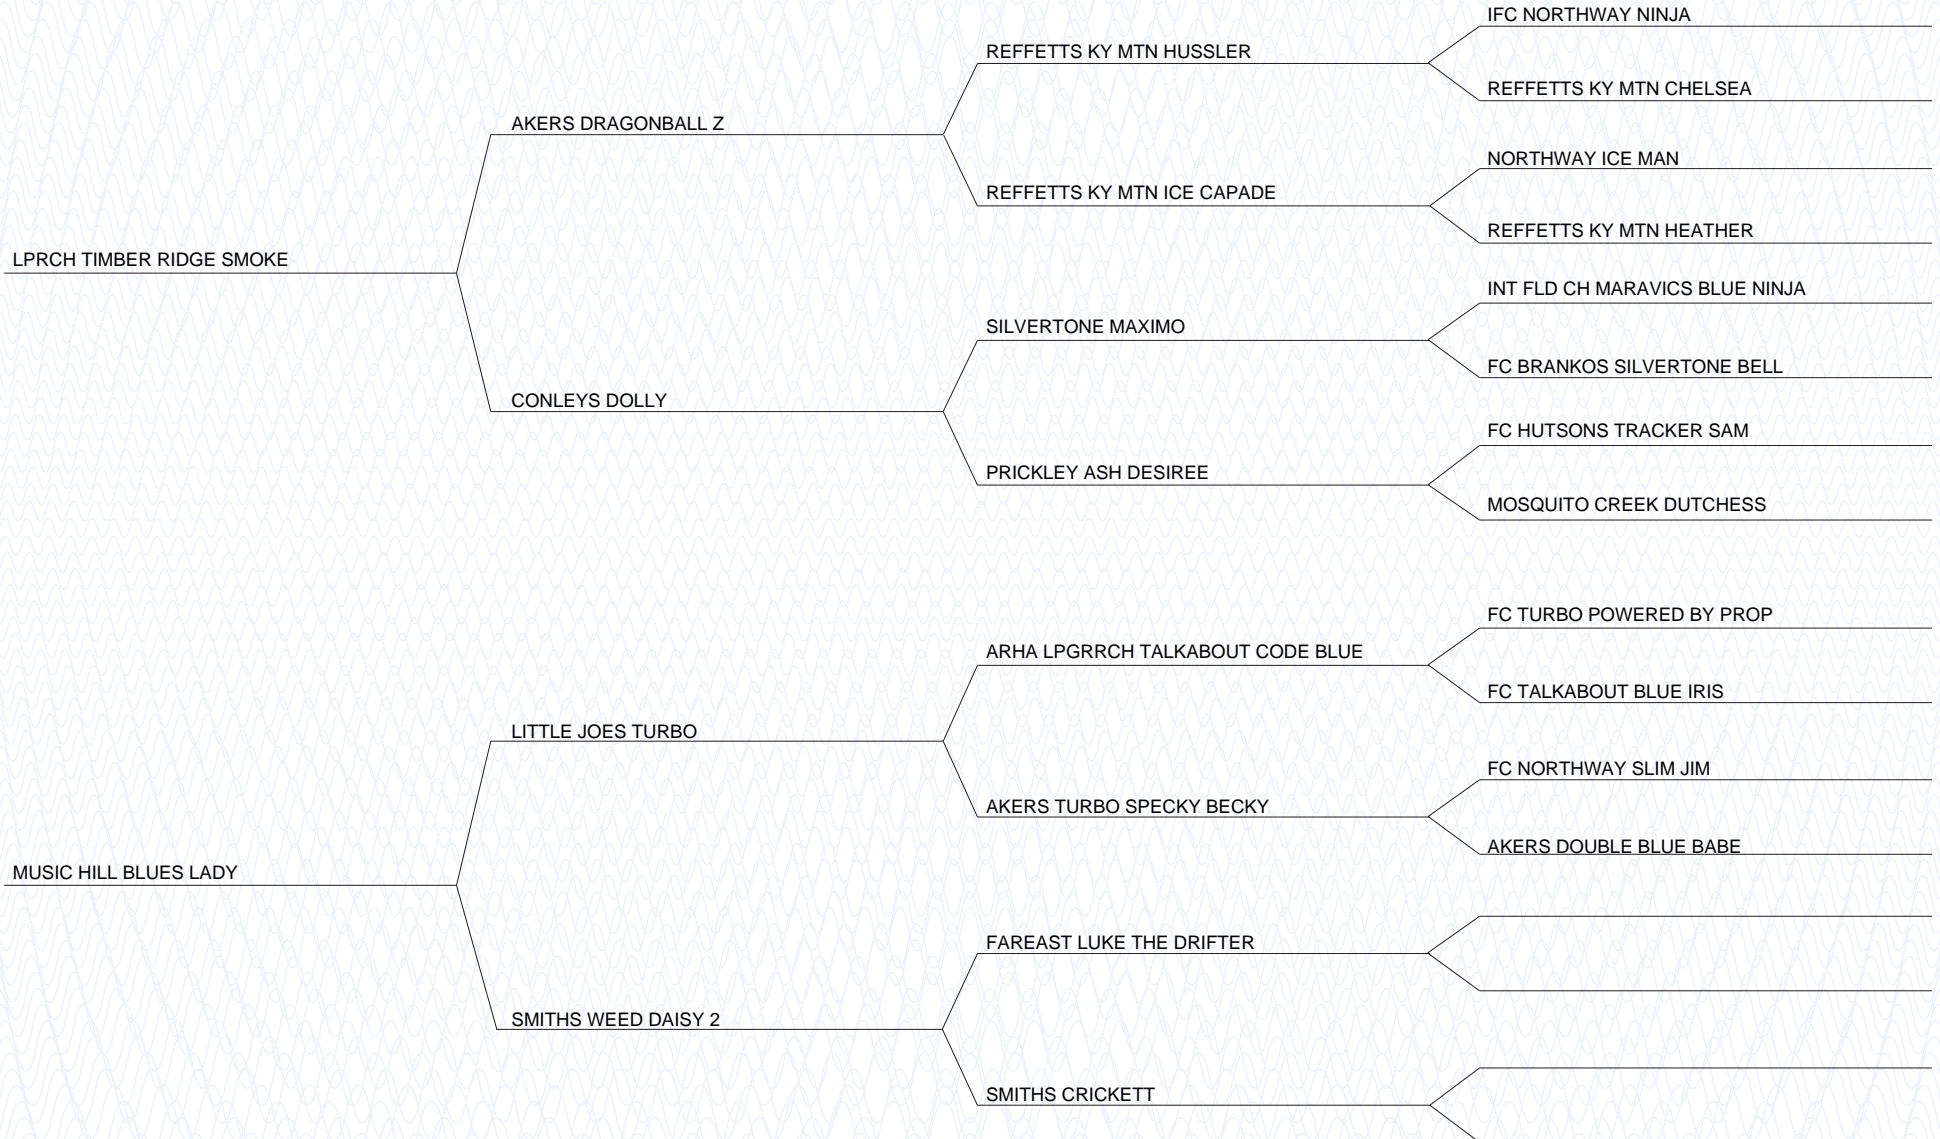 IFC NORTHWAY NINJA
REFFETTS KY MTN HUSSLER
REFFETTS KY MTN CHELSEA
AKERS DRAGONBALL Z
NORTHWAY ICE MAN
REFFETTS KY MTN ICE CAPADE
REFFETTS KY MTN HEATHER
LPRCH TIMBER RIDGE SMOKE
INT FLD CH MARAVICS BLUE NINJA
SILVERTONE MAXIMO
FC BRANKOS SILVERTONE BELL
CONLEYS DOLLY
FC HUTSONS TRACKER SAM
PRICKLEY ASH DESIREE
MOSQUITO CREEK DUTCHESS
FC TURBO POWERED BY PROP
ARHA LPGRRCH TALKABOUT CODE BLUE
FC TALKABOUT BLUE IRIS
LITTLE JOES TURBO
FC NORTHWAY SLIM JIM
AKERS TURBO SPECKY BECKY
AKERS DOUBLE BLUE BABE
MUSIC HILL BLUES LADY
FAREAST LUKE THE DRIFTER
SMITHS WEED DAISY 2
SMITHS CRICKETT